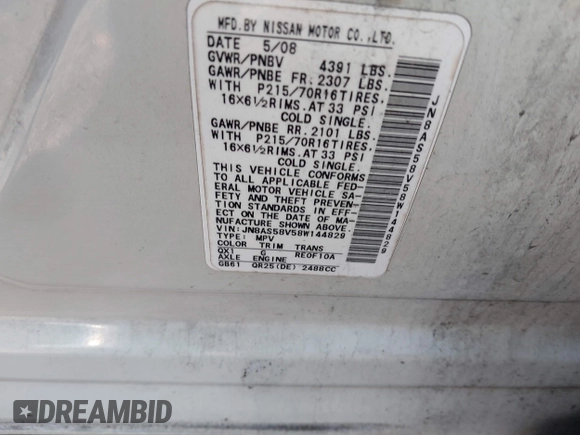 MFD.BY NISSAN MOTOR CO.,LTD.
DATE 5/08
GVWR/PNBV 4391 LBS.
GAWR/PNBE FR. 2307 LBS.
WITH P215/70R16TIRES,
16×6½RIMS.AT 33 PSI
COLD SINGLE.
GAWR/PNBE RR. 2101 LBS.
WITH P215/70R16TIRES,
16×6½RIMS.AT 33 PSI
COLD SINGLE.
THIS VEHICLE CONFORMS
TO ALL APPLICABLE FED-
ERAL MOTOR VEHICLE SA-
FETY AND THEFT PREVEN-
TION STANDARDS IN EFF-
ECT ON THE DATE OF MA-
NUFACTURE SHOWN ABOVE.
VIN:JN8AS58V58W144829
TYPE: MPV
COLOR TRIM TRANS
QX1 G RE0F10A
AXLE ENGINE
GB61 QR25(DE) 2488CC
JN8AS58V58W144829
DREAMBID